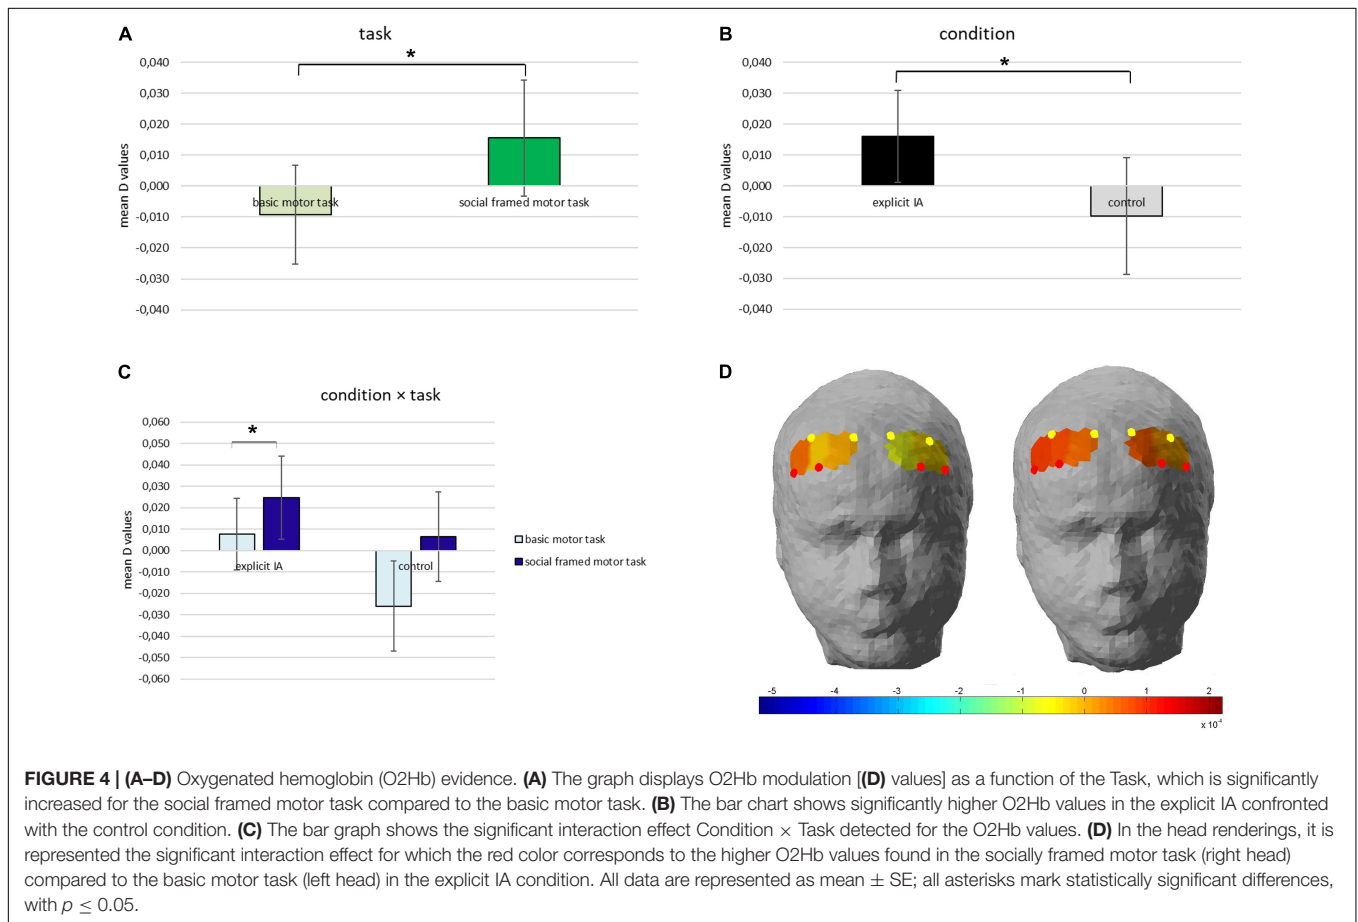 A
task
*
0,040
0,030
0,020
0,010
0,000
-0,010
-0,020
-0,030
-0,040
mean D values
basic motor task
social framed motor task
B
condition
*
0,040
0,030
0,020
0,010
0,000
-0,010
-0,020
-0,030
-0,040
mean D values
explicit IA
control
C
condition × task
*
0,060
0,050
0,040
0,030
0,020
0,010
0,000
-0,010
-0,020
-0,030
-0,040
-0,050
-0,060
mean D values
explicit IA
control
basic motor task
social framed motor task
D
-5 -4 -3 -2 -1 0 1 2
x 10⁻⁴
FIGURE 4 | (A–D) Oxygenated hemoglobin (O2Hb) evidence. (A) The graph displays O2Hb modulation [(D) values] as a function of the Task, which is significantly
increased for the social framed motor task compared to the basic motor task. (B) The bar chart shows significantly higher O2Hb values in the explicit IA confronted
with the control condition. (C) The bar graph shows the significant interaction effect Condition × Task detected for the O2Hb values. (D) In the head renderings, it is
represented the significant interaction effect for which the red color corresponds to the higher O2Hb values found in the socially framed motor task (right head)
compared to the basic motor task (left head) in the explicit IA condition. All data are represented as mean ± SE; all asterisks mark statistically significant differences,
with p ≤ 0.05.